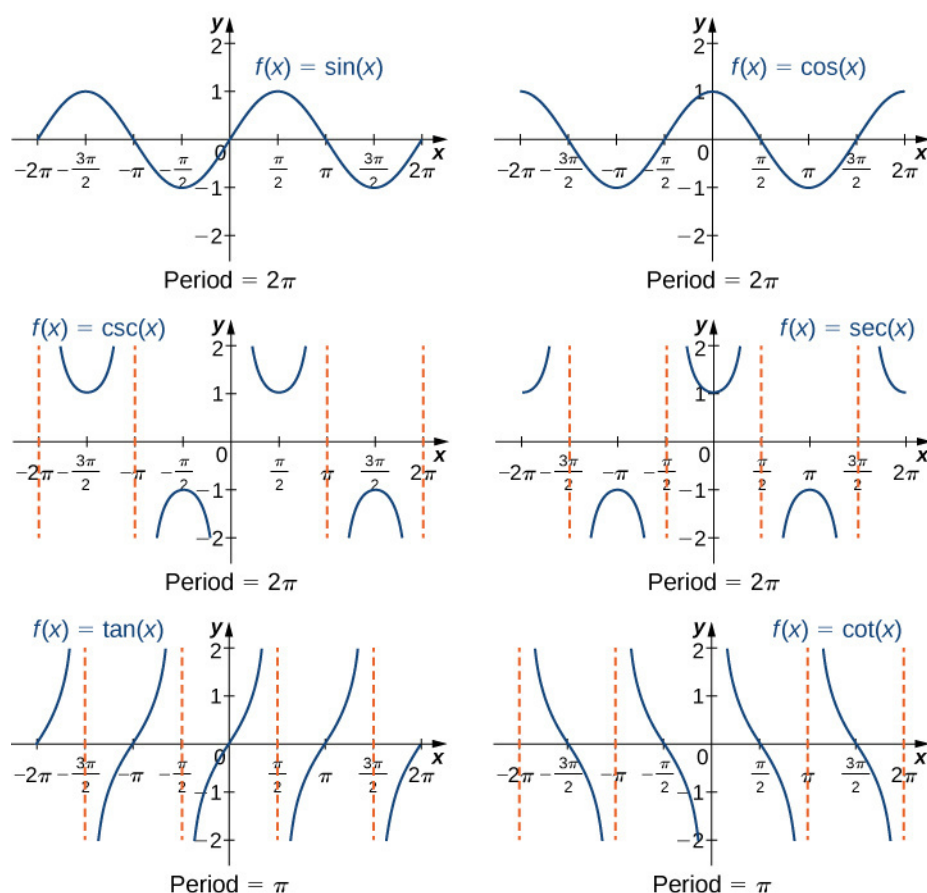 y y
2 2
f(x) = sin(x) f(x) = cos(x)
1 1
0 x 0 x
−2π −3π/2 −π −π/2 π/2 π 3π/2 2π −2π −3π/2 −π −π/2 π/2 π 3π/2 2π
−1 −1
−2 −2
Period = 2π Period = 2π
f(x) = csc(x) y y f(x) = sec(x)
2 2
1 1
0 x 0 x
−2π −3π/2 −π −π/2 π/2 π 3π/2 2π −2π −3π/2 −π −π/2 π/2 π 3π/2 2π
−1 −1
−2 −2
Period = 2π Period = 2π
f(x) = tan(x) y y f(x) = cot(x)
2 2
1 1
0 x 0 x
−2π −3π/2 −π −π/2 π/2 π 3π/2 2π −2π −3π/2 −π −π/2 π/2 π 3π/2 2π
−1 −1
−2 −2
Period = π Period = π